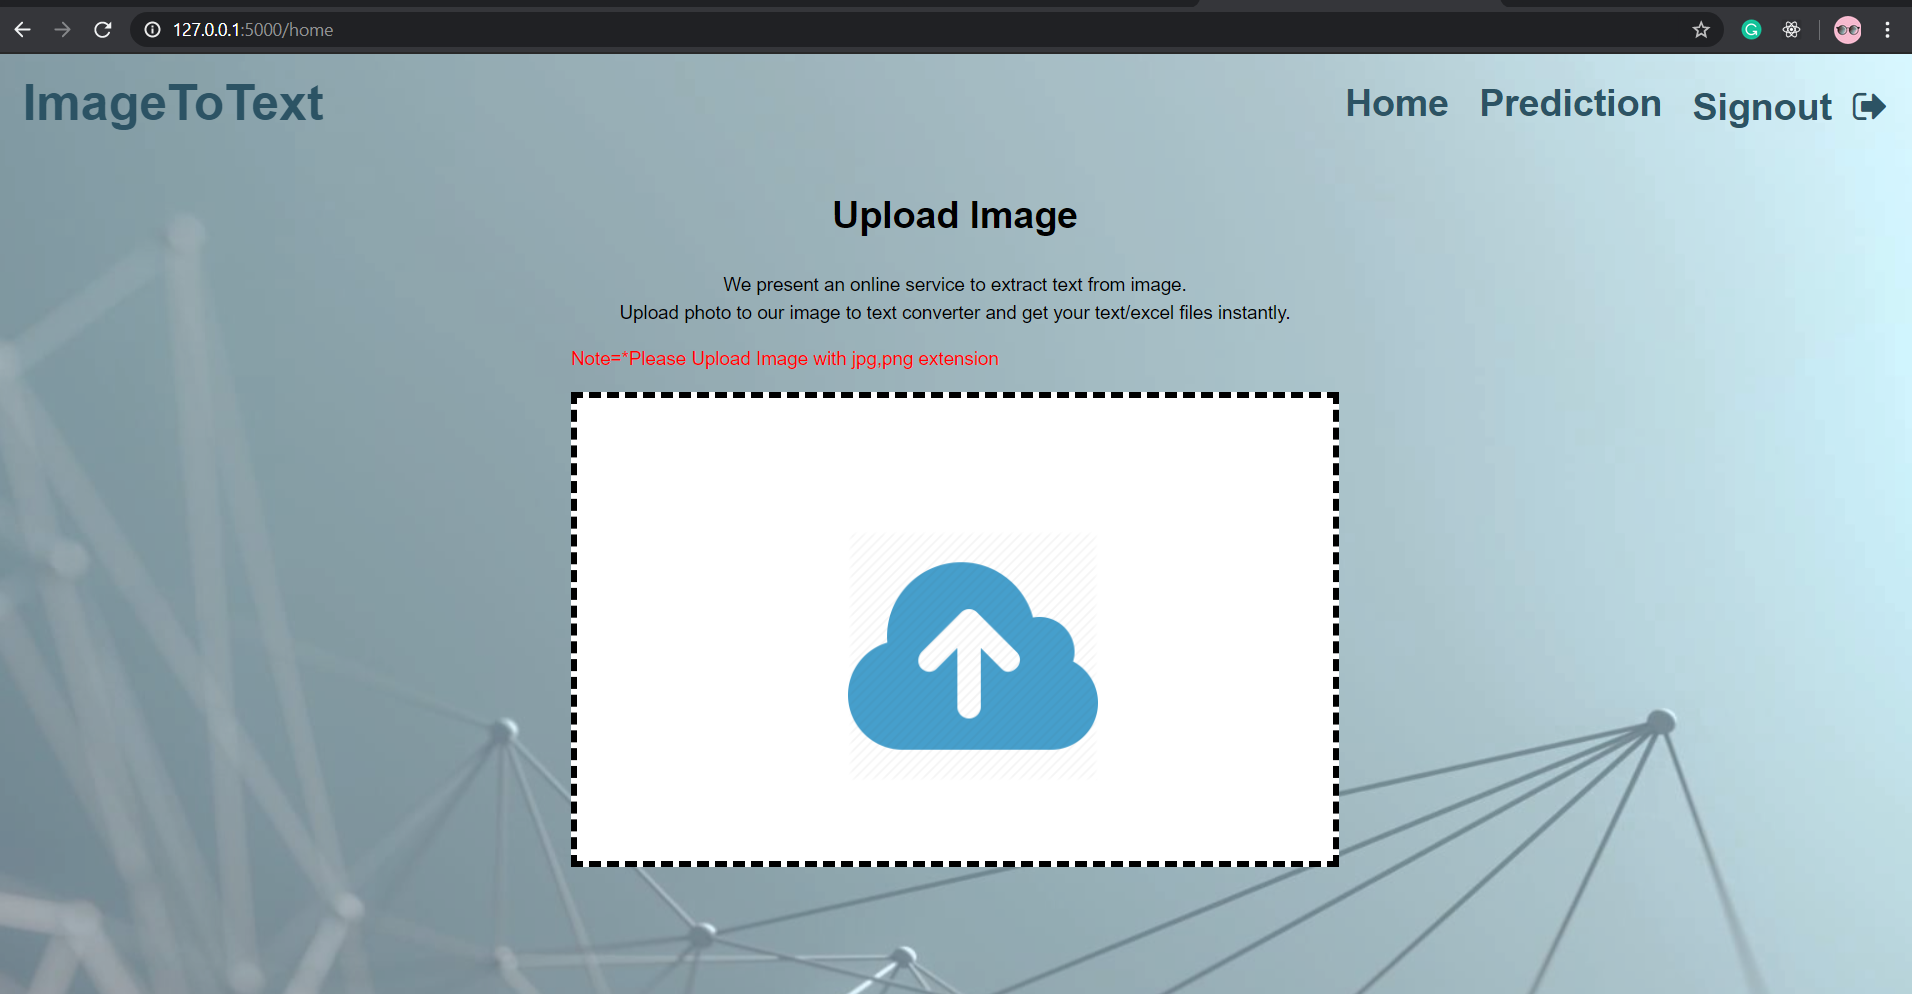 127.0.0.1:5000/home
ImageToText
Home Prediction Signout
Upload Image
We present an online service to extract text from image.
Upload photo to our image to text converter and get your text/excel files instantly.
Note=*Please Upload Image with jpg,png extension